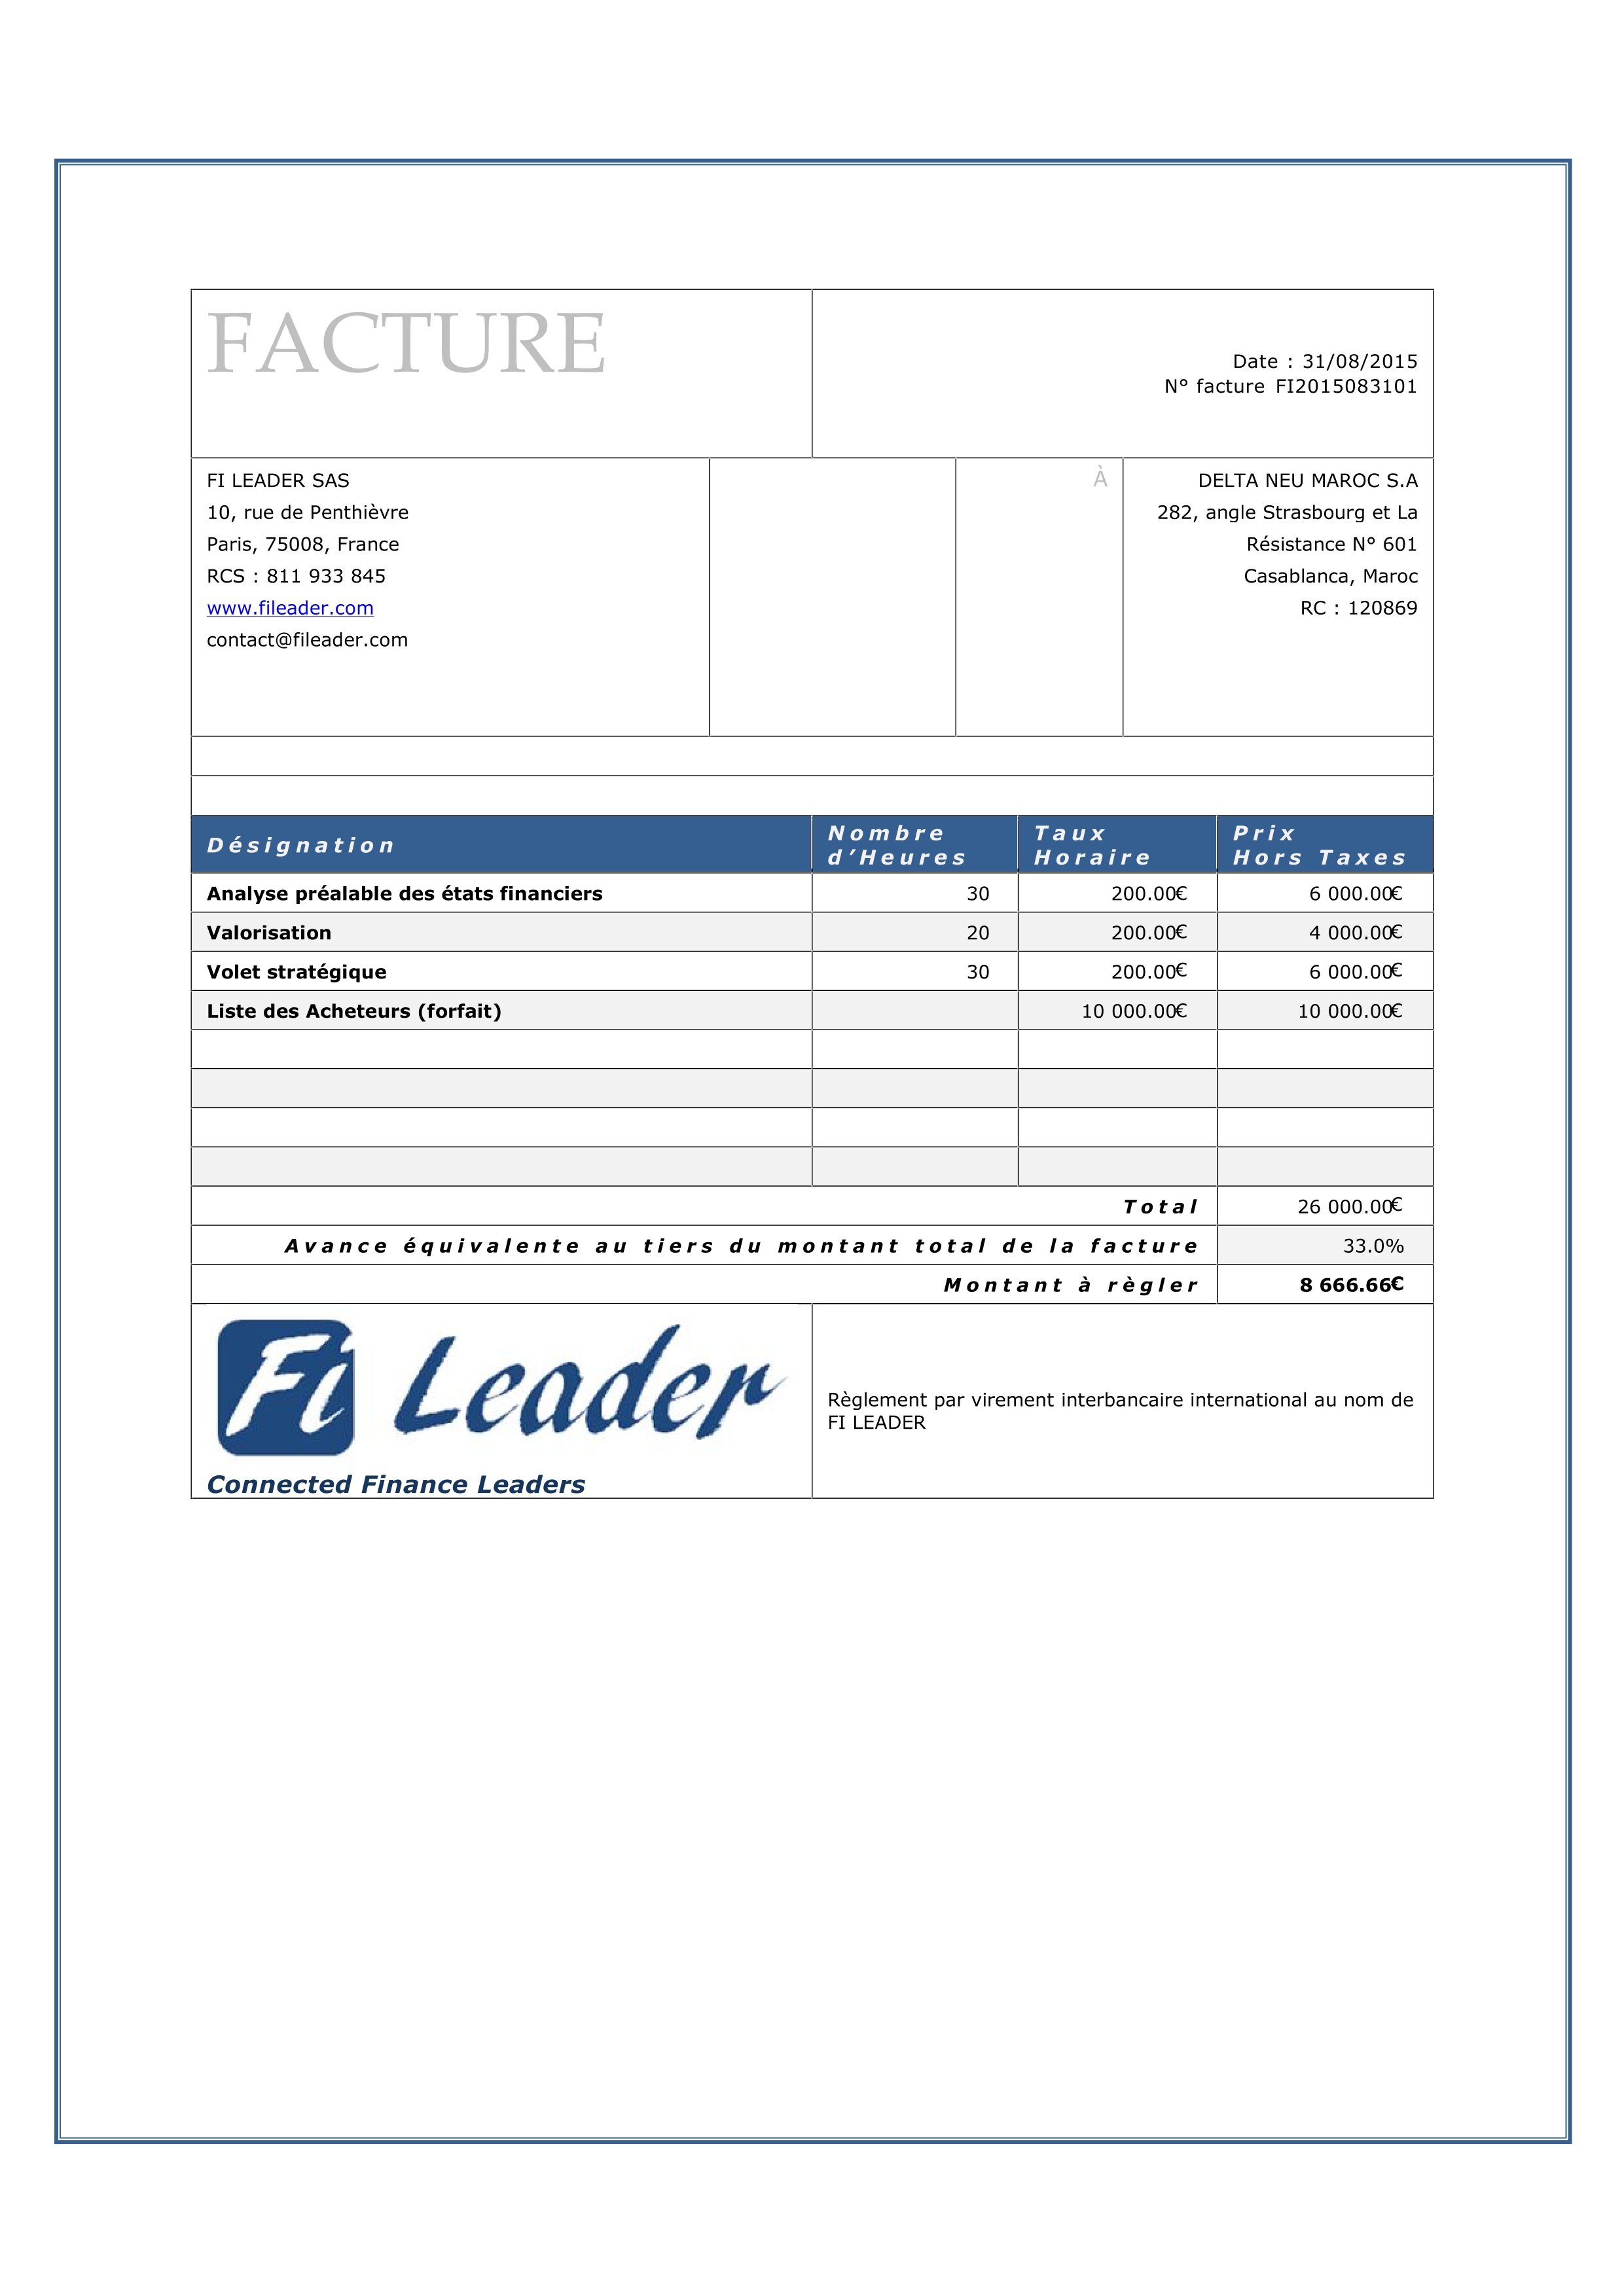 FACTURE
Date : 31/08/2015
N° facture FI2015083101
FI LEADER SAS
10, rue de Penthièvre
Paris, 75008, France
RCS : 811 933 845
www.fileader.com
contact@fileader.com
À
DELTA NEU MAROC S.A
282, angle Strasbourg et La
Résistance N° 601
Casablanca, Maroc
RC : 120869
Désignation Nombre d’Heures Taux Horaire Prix Hors Taxes
Analyse préalable des états financiers 30 200.00€ 6 000.00€
Valorisation 20 200.00€ 4 000.00€
Volet stratégique 30 200.00€ 6 000.00€
Liste des Acheteurs (forfait) 10 000.00€ 10 000.00€
Total 26 000.00€
Avance équivalente au tiers du montant total de la facture 33.0%
Montant à règler 8 666.66€
Fi Leader
Connected Finance Leaders
Règlement par virement interbancaire international au nom de
FI LEADER